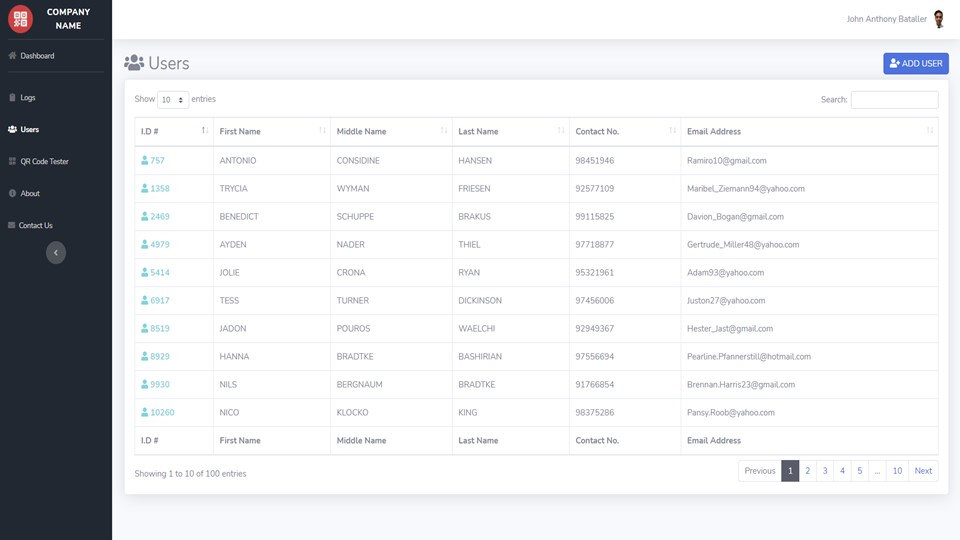 COMPANY
NAME
John Anthony Bataller
Dashboard
Logs
Users
QR Code Tester
About
Contact Us
Users
ADD USER
Show 10 entries
Search:
I.D # First Name Middle Name Last Name Contact No. Email Address
757 ANTONIO CONSIDINE HANSEN 98451946 Ramiro10@gmail.com
1358 TRYCIA WYMAN FRIESEN 92577109 Maribel_Ziemann94@yahoo.com
2469 BENEDICT SCHUPPE BRAKUS 99115825 Davion_Bogan@gmail.com
4979 AYDEN NADER THIEL 97718877 Gertrude_Miller48@yahoo.com
5414 JOLIE CRONA RYAN 95321961 Adam93@yahoo.com
6917 TESS TURNER DICKINSON 97456006 Juston27@yahoo.com
8519 JADON POUROS WAELCHI 92949367 Hester_Jast@gmail.com
8929 HANNA BRADTKE BASHIRIAN 97556694 Pearline.Pfannerstill@hotmail.com
9930 NILS BERGNAUM BRADTKE 91766854 Brennan.Harris23@gmail.com
10260 NICO KLOCKO KING 98375286 Pansy.Roob@yahoo.com
I.D # First Name Middle Name Last Name Contact No. Email Address
Showing 1 to 10 of 100 entries
Previous 1 2 3 4 5 ... 10 Next